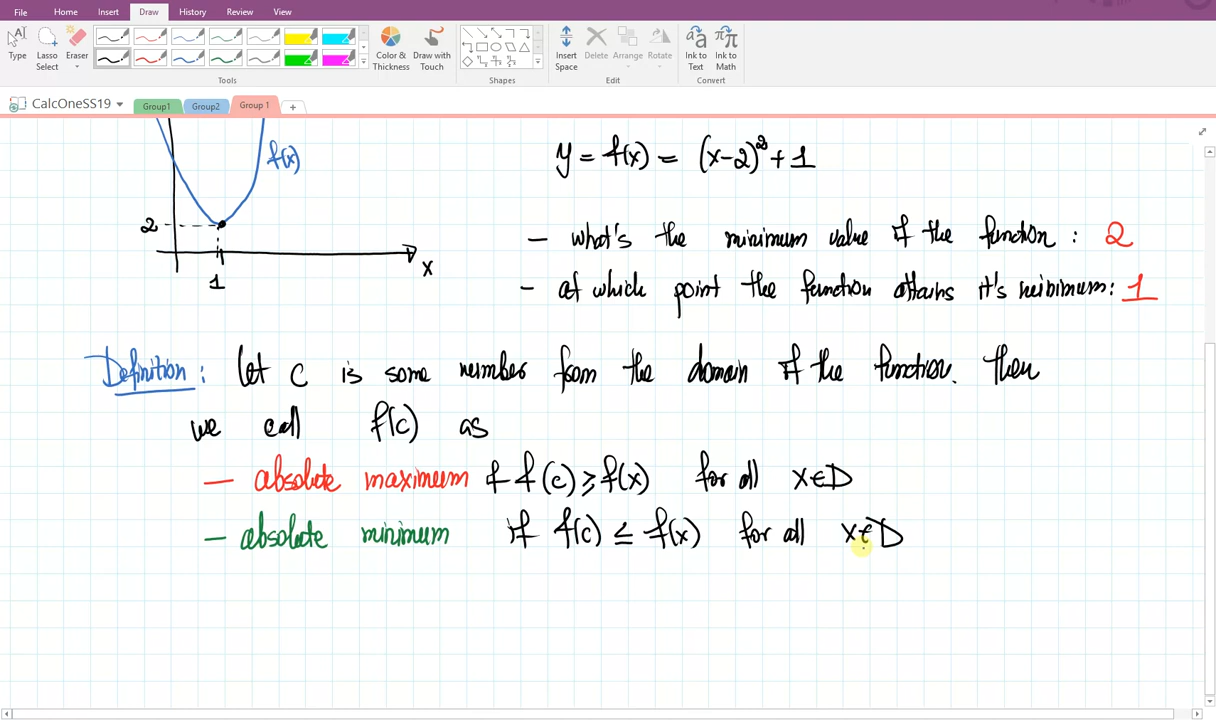 File Home Insert Draw History Review View
Type Lasso Select Eraser Color & Thickness Draw with Touch Insert Space Delete Arrange Rotate Ink to Text Ink to Math
Tools Shapes Edit Convert
CalcOneSS19 Group1 Group2 Group 1
f(x)
y = f(x) = (x-2)² + 1
2
- what's the minimum value of the function : 2
x
1
- at which point the function attains it's minimum: 1
Definition: let c is some number from the domain of the function. Then
we call f(c) as
- absolute maximum if f(c) ≥ f(x) for all x∈D
- absolute minimum if f(c) ≤ f(x) for all x∈D